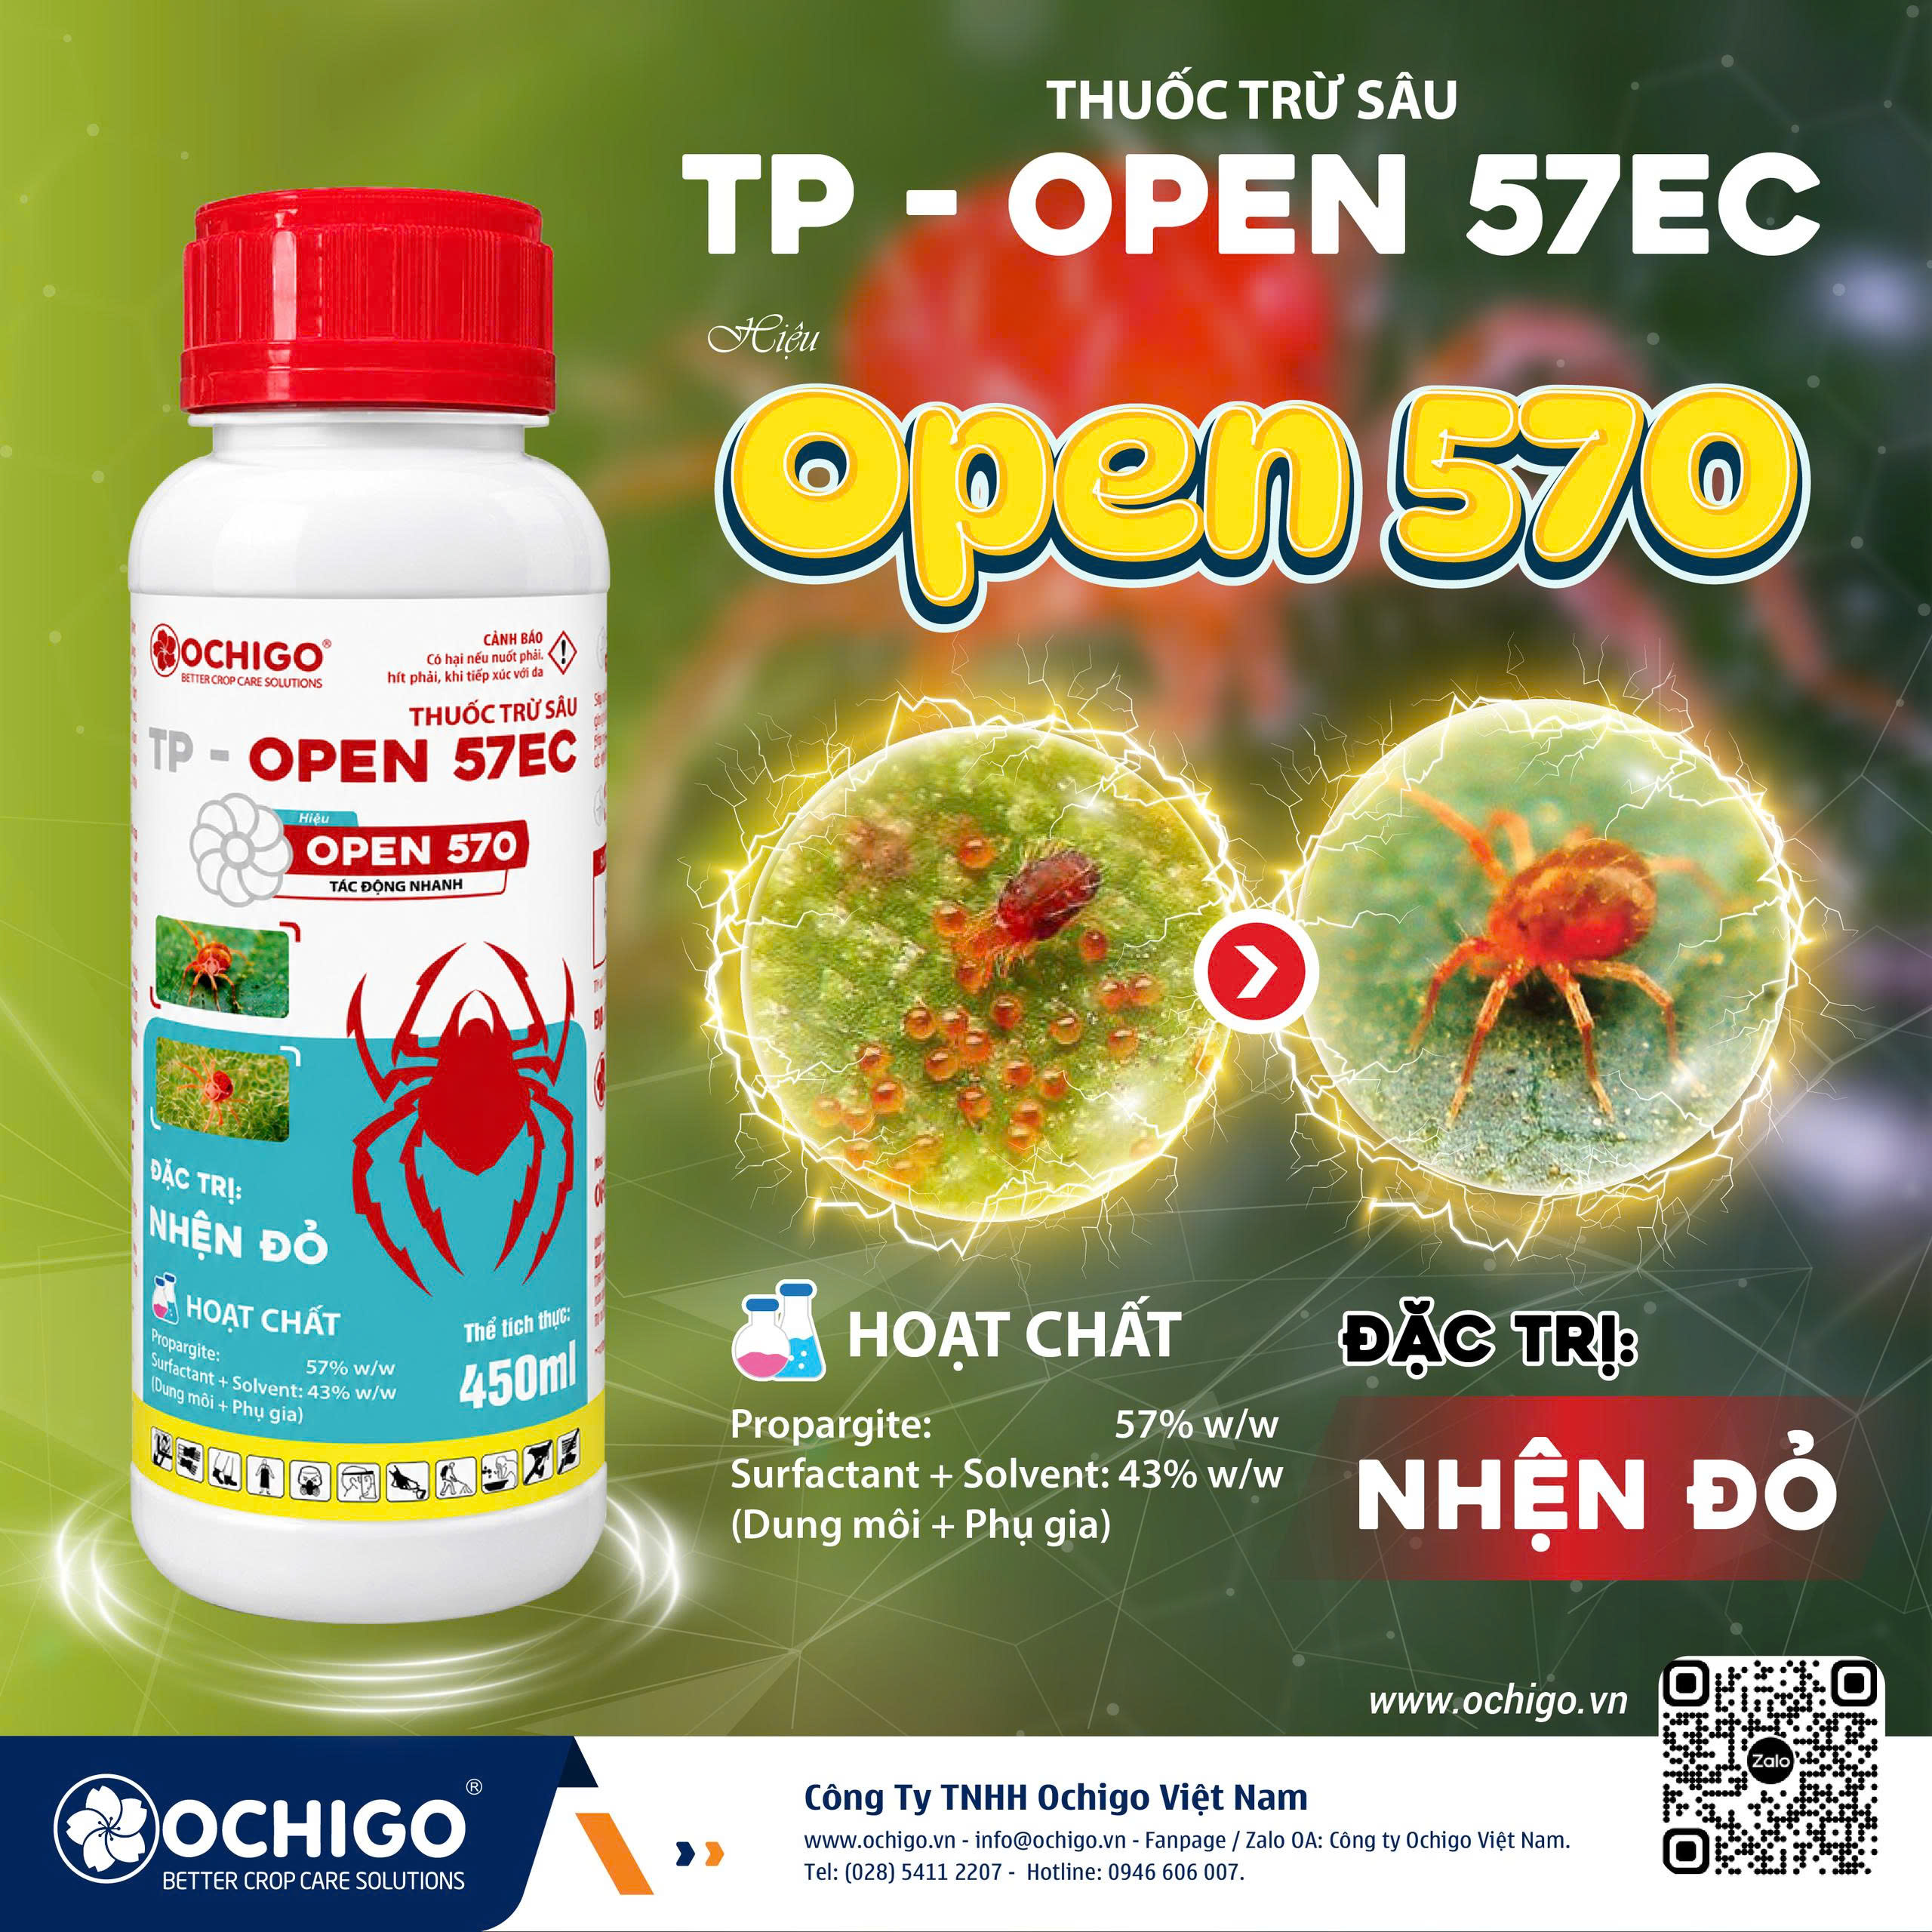 THUỐC TRỪ SÂU
TP - OPEN 57EC
Hiệu
Open 570
OCHIGO®
BETTER CROP CARE SOLUTIONS
CẢNH BÁO
Có hại nếu nuốt phải.
hít phải, khi tiếp xúc với da
THUỐC TRỪ SÂU
TP - OPEN 57EC
Hiệu
OPEN 570
TÁC ĐỘNG NHANH
ĐẶC TRỊ:
NHỆN ĐỎ
HOẠT CHẤT
Propargite: 57% w/w
Surfactant + Solvent: 43% w/w
(Dung môi + Phụ gia)
Thể tích thực:
450ml
HOẠT CHẤT
Propargite: 57% w/w
Surfactant + Solvent: 43% w/w
(Dung môi + Phụ gia)
ĐẶC TRỊ:
NHỆN ĐỎ
www.ochigo.vn
Zalo
OCHIGO®
BETTER CROP CARE SOLUTIONS
Công Ty TNHH Ochigo Việt Nam
www.ochigo.vn - info@ochigo.vn - Fanpage / Zalo OA: Công ty Ochigo Việt Nam.
Tel: (028) 5411 2207 - Hotline: 0946 606 007.